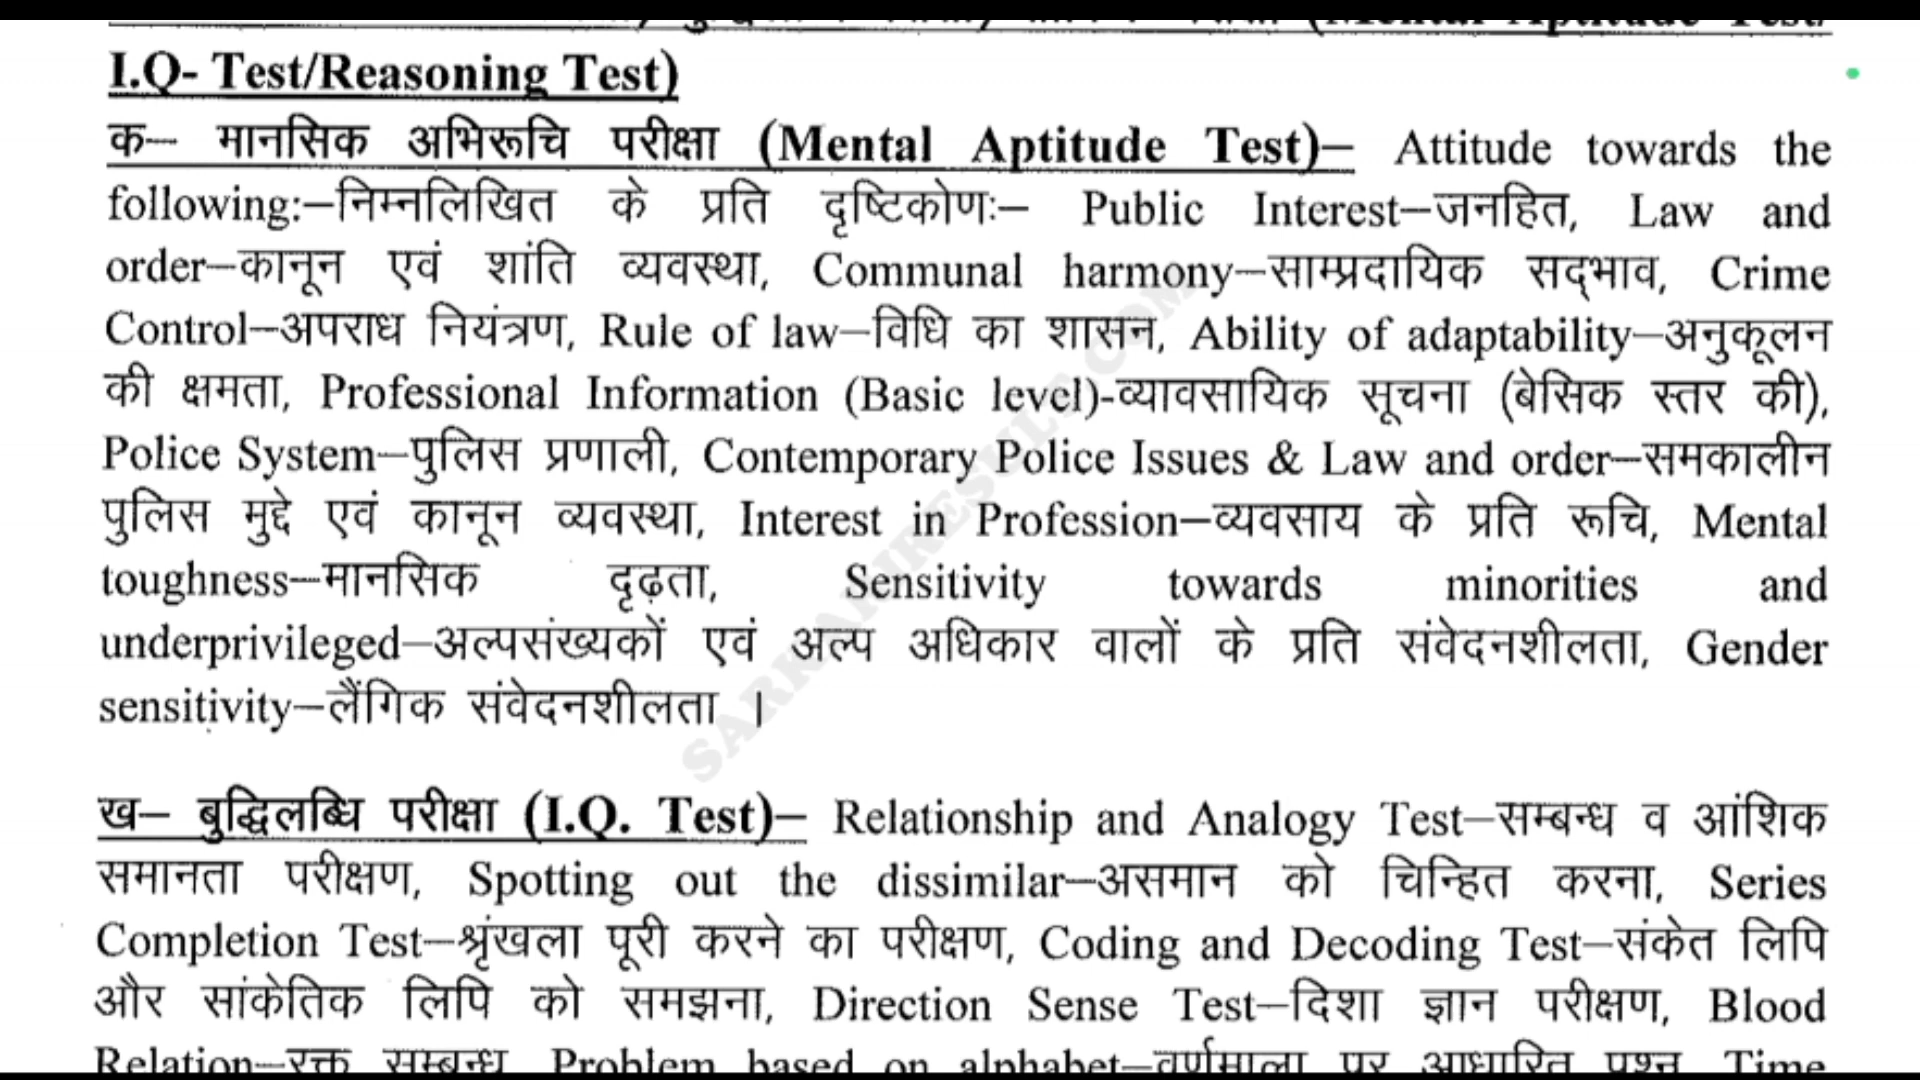 (Mental Aptitude Test/
I.Q- Test/Reasoning Test)
क– मानसिक अभिरूचि परीक्षा (Mental Aptitude Test)– Attitude towards the
following:–निम्नलिखित के प्रति दृष्टिकोणः– Public Interest–जनहित, Law and
order–कानून एवं शांति व्यवस्था, Communal harmony–साम्प्रदायिक सद्भाव, Crime
Control–अपराध नियंत्रण, Rule of law–विधि का शासन, Ability of adaptability–अनुकूलन
की क्षमता, Professional Information (Basic level)-व्यावसायिक सूचना (बेसिक स्तर की),
Police System–पुलिस प्रणाली, Contemporary Police Issues & Law and order–समकालीन
पुलिस मुद्दे एवं कानून व्यवस्था, Interest in Profession–व्यवसाय के प्रति रूचि, Mental
toughness–मानसिक दृढ़ता, Sensitivity towards minorities and
underprivileged–अल्पसंख्यकों एवं अल्प अधिकार वालों के प्रति संवेदनशीलता, Gender
sensitivity–लैंगिक संवेदनशीलता ।
SARKARIRESULT.COM
ख– बुद्धिलब्धि परीक्षा (I.Q. Test)– Relationship and Analogy Test–सम्बन्ध व आंशिक
समानता परीक्षण, Spotting out the dissimilar–असमान को चिन्हित करना, Series
Completion Test–श्रृंखला पूरी करने का परीक्षण, Coding and Decoding Test–संकेत लिपि
और सांकेतिक लिपि को समझना, Direction Sense Test–दिशा ज्ञान परीक्षण, Blood
Relation–रक्त सम्बन्ध, Problem based on alphabet–वर्णमाला पर आधारित प्रश्न, Time